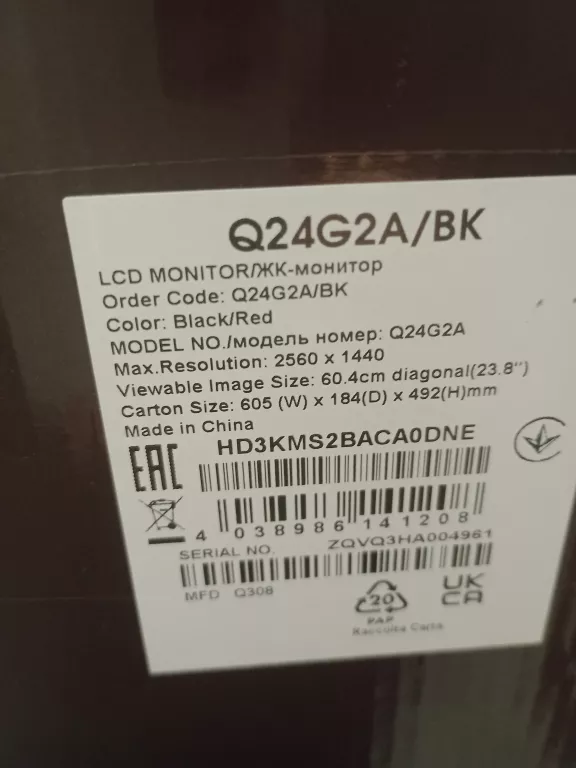 Q24G2A/BK
LCD MONITOR/ЖК-монитор
Order Code: Q24G2A/BK
Color: Black/Red
MODEL NO./модель номер: Q24G2A
Max.Resolution: 2560 x 1440
Viewable Image Size: 60.4cm diagonal(23.8'')
Carton Size: 605 (W) x 184(D) x 492(H)mm
Made in China
HD3KMS2BACA0DNE
EAC
4 038986 141208
SERIAL NO. ZQVQ3HA004961
MFD Q308
20
PAP
Raccolta Carta
UK
CA